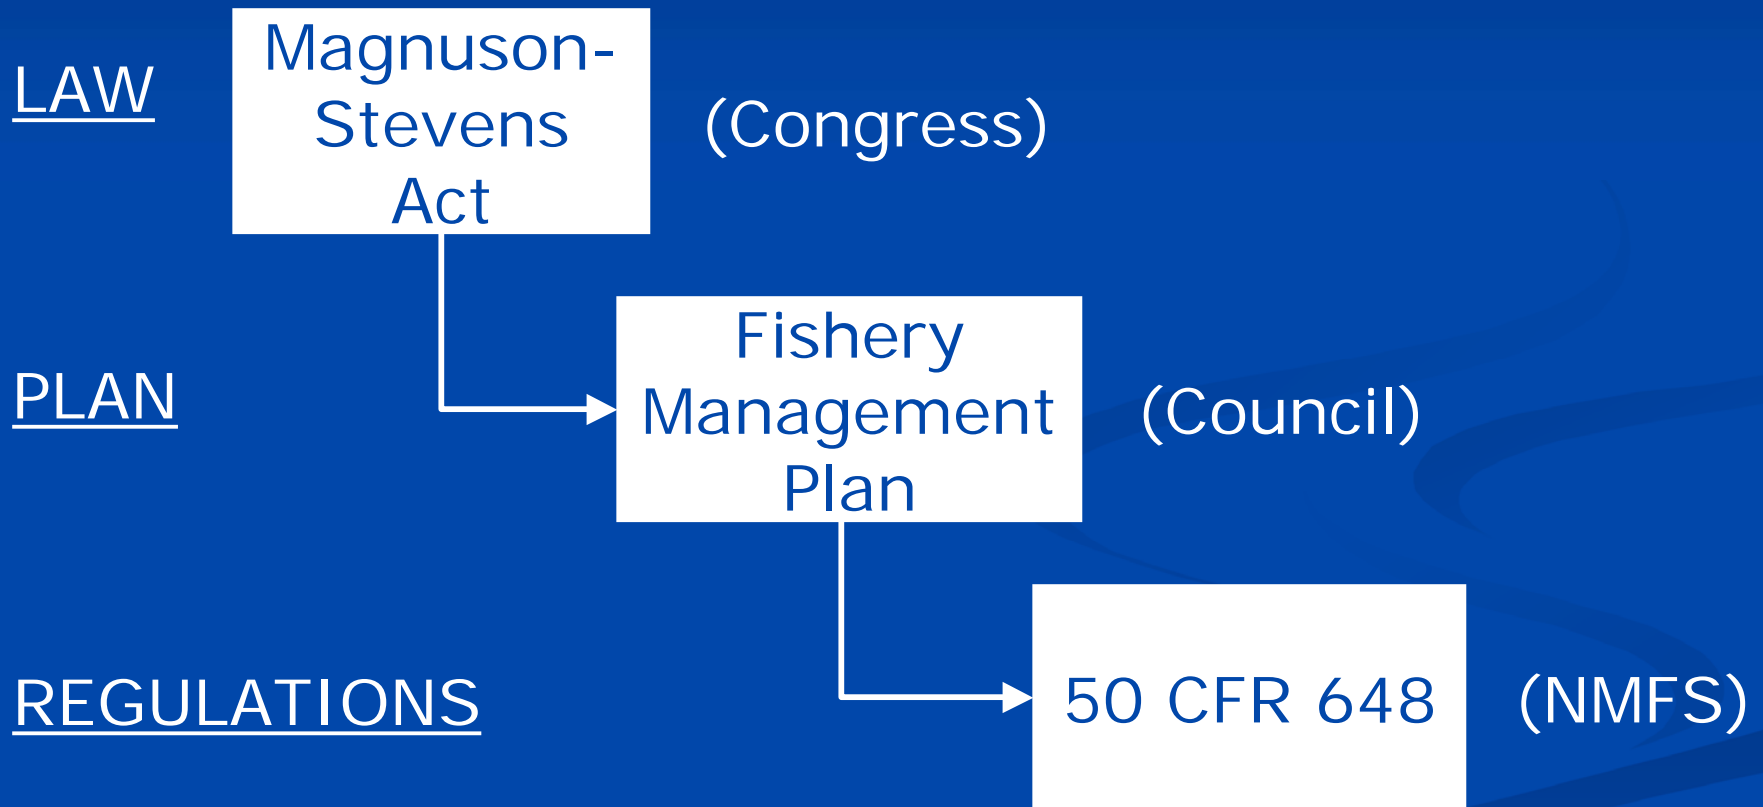 LAW
Magnuson-
Stevens
Act
(Congress)
PLAN
Fishery
Management
Plan
(Council)
REGULATIONS
50 CFR 648
(NMFS)